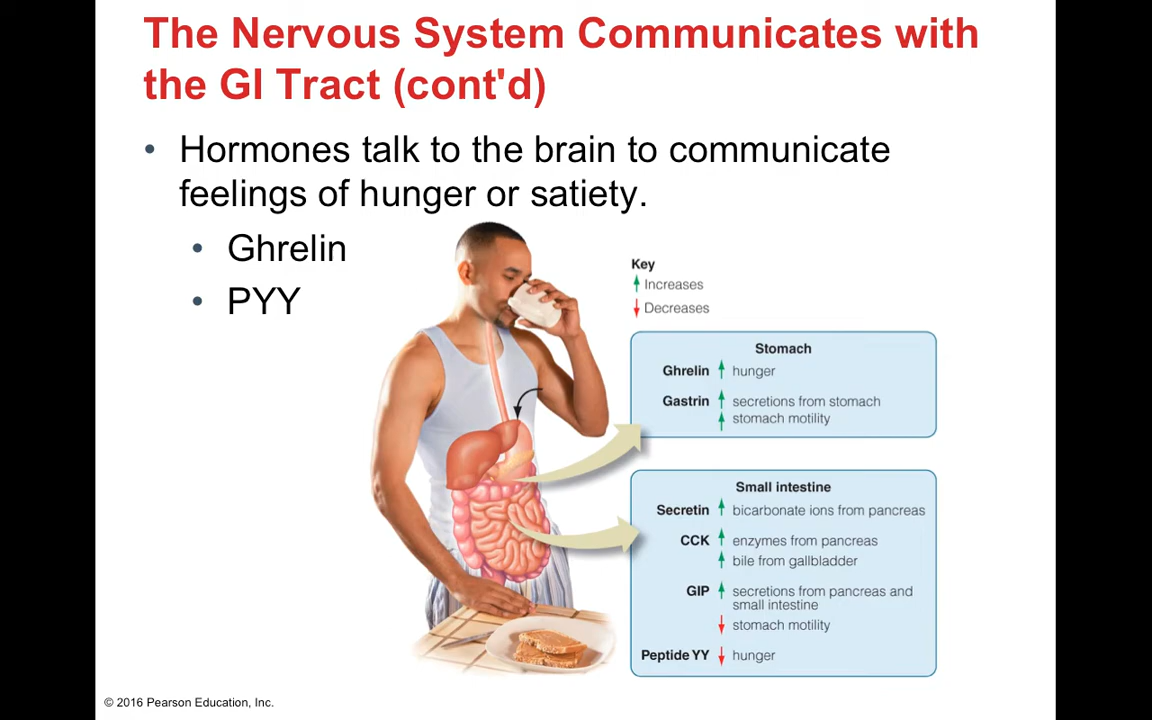 The Nervous System Communicates with
the GI Tract (cont'd)
• Hormones talk to the brain to communicate
feelings of hunger or satiety.
• Ghrelin
• PYY
Key
↑ Increases
↓ Decreases
Stomach
Ghrelin ↑ hunger
Gastrin ↑ secretions from stomach
↑ stomach motility
Small intestine
Secretin ↑ bicarbonate ions from pancreas
CCK ↑ enzymes from pancreas
↑ bile from gallbladder
GIP ↑ secretions from pancreas and
small intestine
↓ stomach motility
Peptide YY ↓ hunger
© 2016 Pearson Education, Inc.